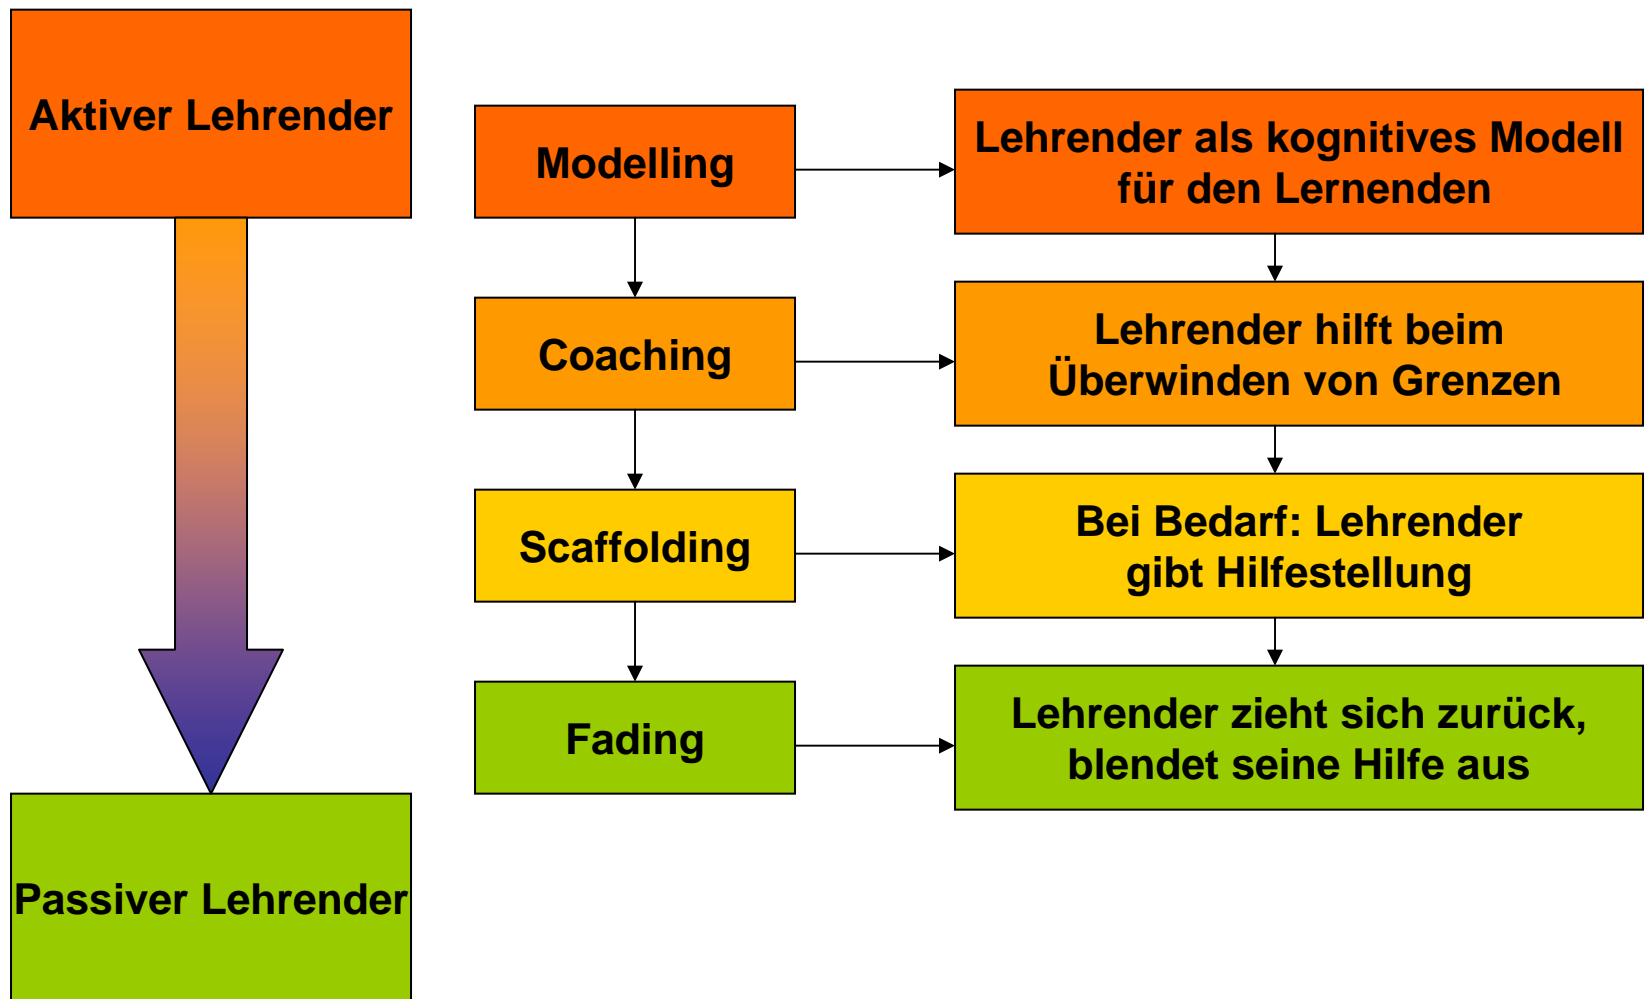 Aktiver Lehrender
Modelling
Lehrender als kognitives Modell
für den Lernenden
Coaching
Lehrender hilft beim
Überwinden von Grenzen
Scaffolding
Bei Bedarf: Lehrender
gibt Hilfestellung
Fading
Lehrender zieht sich zurück,
blendet seine Hilfe aus
Passiver Lehrender